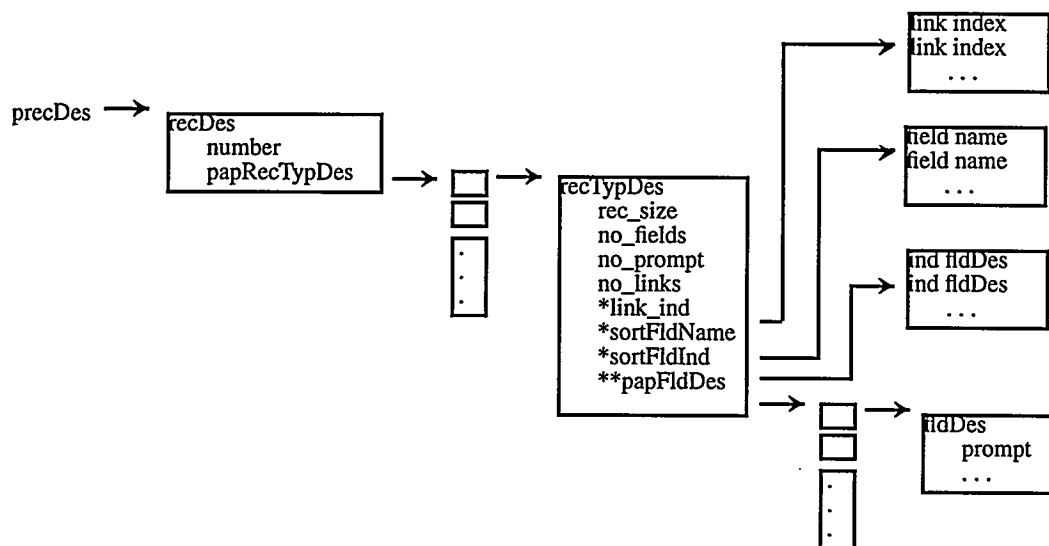 precDes
recDes
number
papRecTypDes
recTypDes
rec_size
no_fields
no_prompt
no_links
*link_ind
*sortFldName
*sortFldInd
**papFldDes
link index
link index
. . .
field name
field name
. . .
ind fldDes
ind fldDes
. . .
fldDes
prompt
. . .